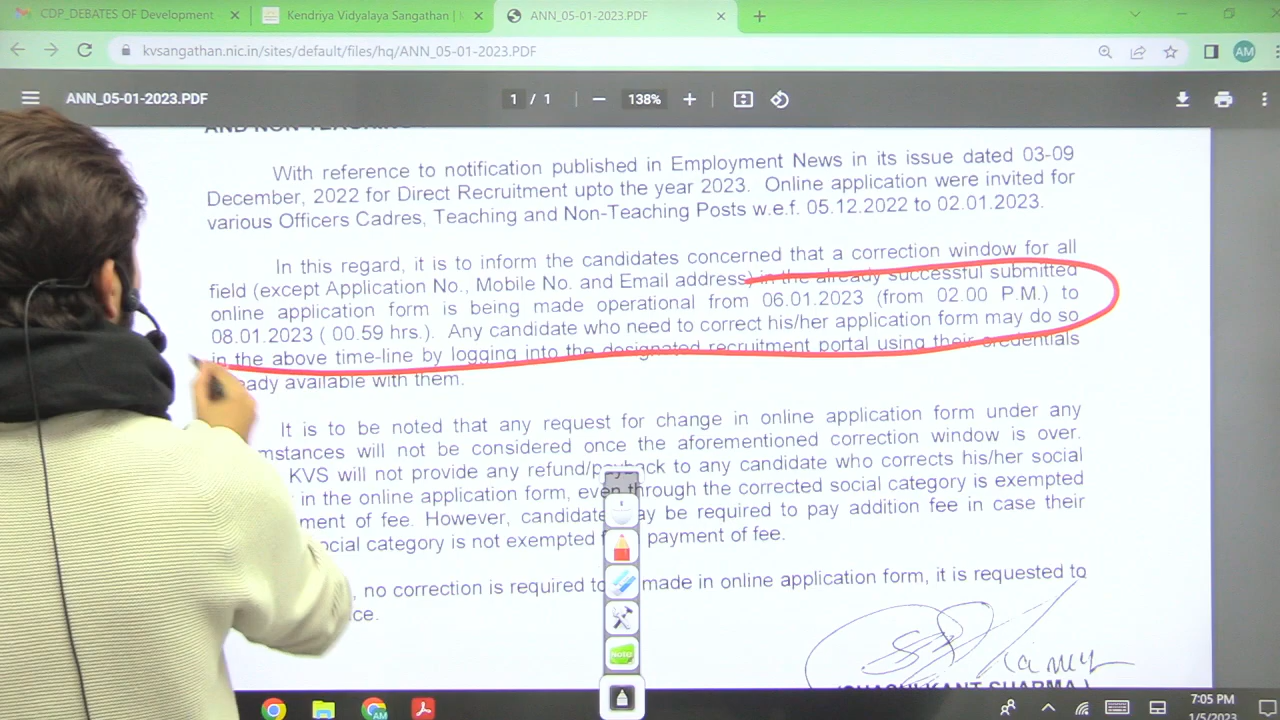 CDP_DEBATES OF Development -
Kendriya Vidyalaya Sangathan |
ANN_05-01-2023.PDF
kvsangathan.nic.in/sites/default/files/hq/ANN_05-01-2023.PDF
AM
ANN_05-01-2023.PDF
1 / 1
138%
With reference to notification published in Employment News in its issue dated 03-09
December, 2022 for Direct Recruitment upto the year 2023. Online application were invited for
various Officers Cadres, Teaching and Non-Teaching Posts w.e.f. 05.12.2022 to 02.01.2023.
In this regard, it is to inform the candidates concerned that a correction window for all
field (except Application No., Mobile No. and Email address) in the already successful submitted
online application form is being made operational from 06.01.2023 (from 02.00 P.M.) to
08.01.2023 ( 00.59 hrs.). Any candidate who need to correct his/her application form may do so
in the above time-line by logging into the designated recruitment portal using their credentials
eady available with them.
It is to be noted that any request for change in online application form under any
mstances will not be considered once the aforementioned correction window is over.
KVS will not provide any refund/payback to any candidate who corrects his/her social
in the online application form, even through the corrected social category is exempted
ment of fee. However, candidate ay be required to pay addition fee in case their
ocial category is not exempted payment of fee.
, no correction is required to made in online application form, it is requested to
ce.
NOTE
AM
7:05 PM
1/5/2023